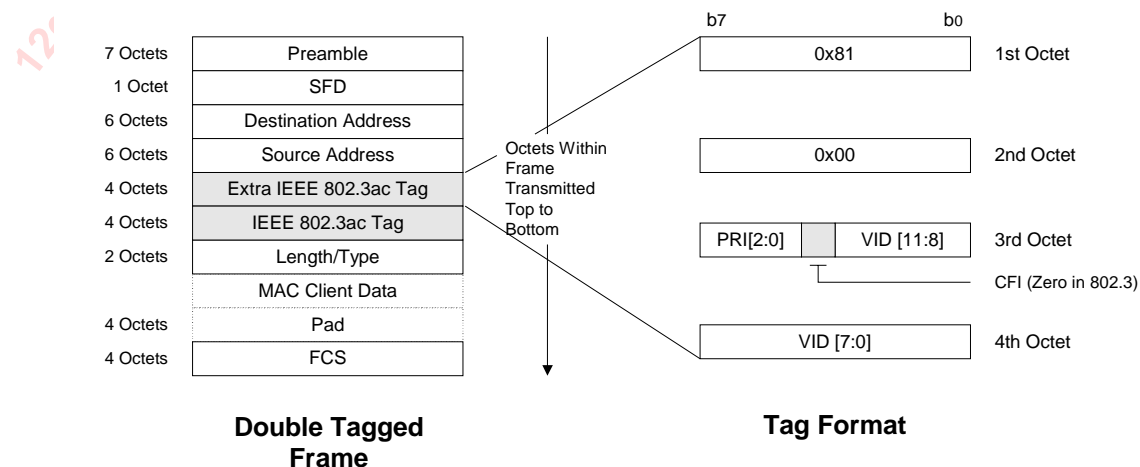 b7 b0
7 Octets Preamble 0x81 1st Octet
1 Octet SFD
6 Octets Destination Address
6 Octets Source Address 0x00 2nd Octet
4 Octets Extra IEEE 802.3ac Tag
4 Octets IEEE 802.3ac Tag PRI[2:0] VID [11:8] 3rd Octet
2 Octets Length/Type
MAC Client Data CFI (Zero in 802.3)
4 Octets Pad
4 Octets FCS VID [7:0] 4th Octet
Octets Within
Frame
Transmitted
Top to
Bottom
Double Tagged
Frame
Tag Format